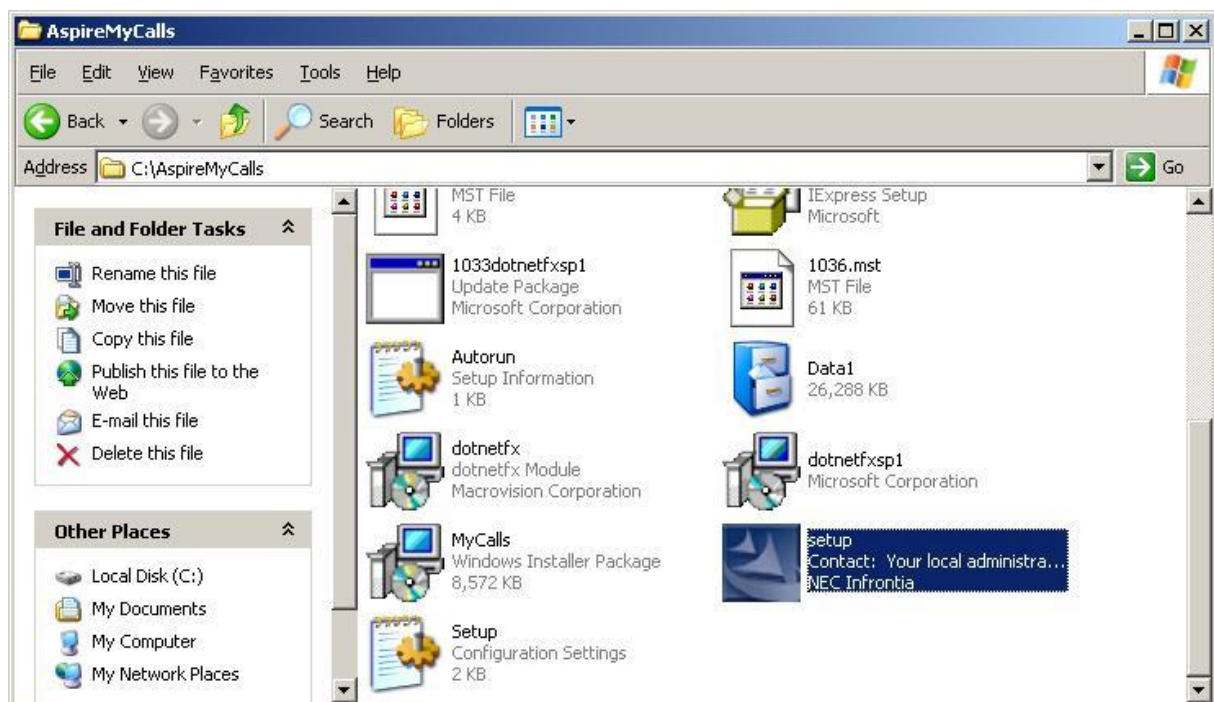 AspireMyCalls
File Edit View Favorites Tools Help
Back Search Folders
Address C:\AspireMyCalls Go
File and Folder Tasks
Rename this file
Move this file
Copy this file
Publish this file to the
Web
E-mail this file
Delete this file
Other Places
Local Disk (C:)
My Documents
My Computer
My Network Places
MST File
4 KB
IExpress Setup
Microsoft
1033dotnetfxsp1
Update Package
Microsoft Corporation
1036.mst
MST File
61 KB
Autorun
Setup Information
1 KB
Data1
26,288 KB
dotnetfx
dotnetfx Module
Macrovision Corporation
dotnetfxsp1
Microsoft Corporation
MyCalls
Windows Installer Package
8,572 KB
setup
Contact: Your local administra...
NEC Infrontia
Setup
Configuration Settings
2 KB